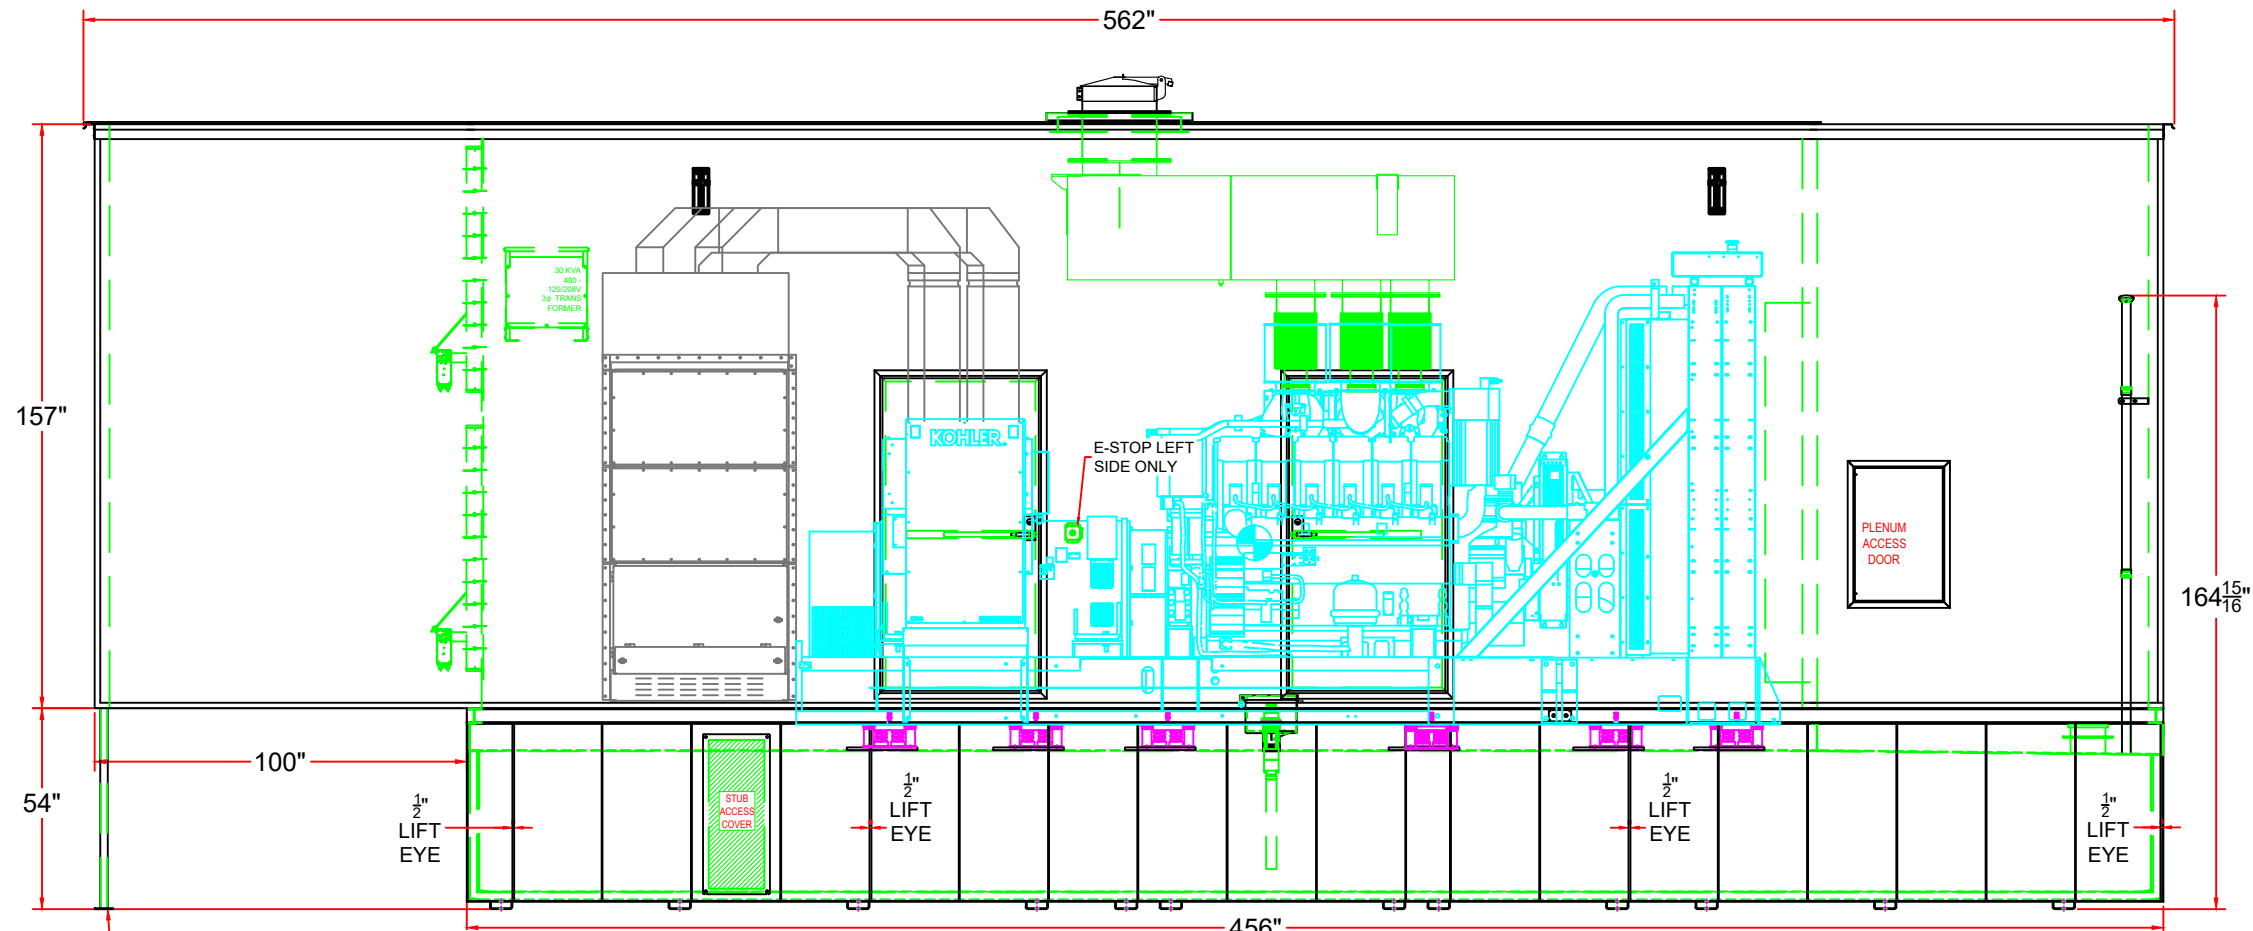 562"
30 KVA
480 -
120/208V
3φ TRANS
FORMER
157"
KOHLER.
E-STOP LEFT
SIDE ONLY
PLENUM
ACCESS
DOOR
164 15/16"
100"
54"
1/2"
LIFT
EYE
STUB
ACCESS
COVER
1/2"
LIFT
EYE
1/2"
LIFT
EYE
1/2"
LIFT
EYE
456"